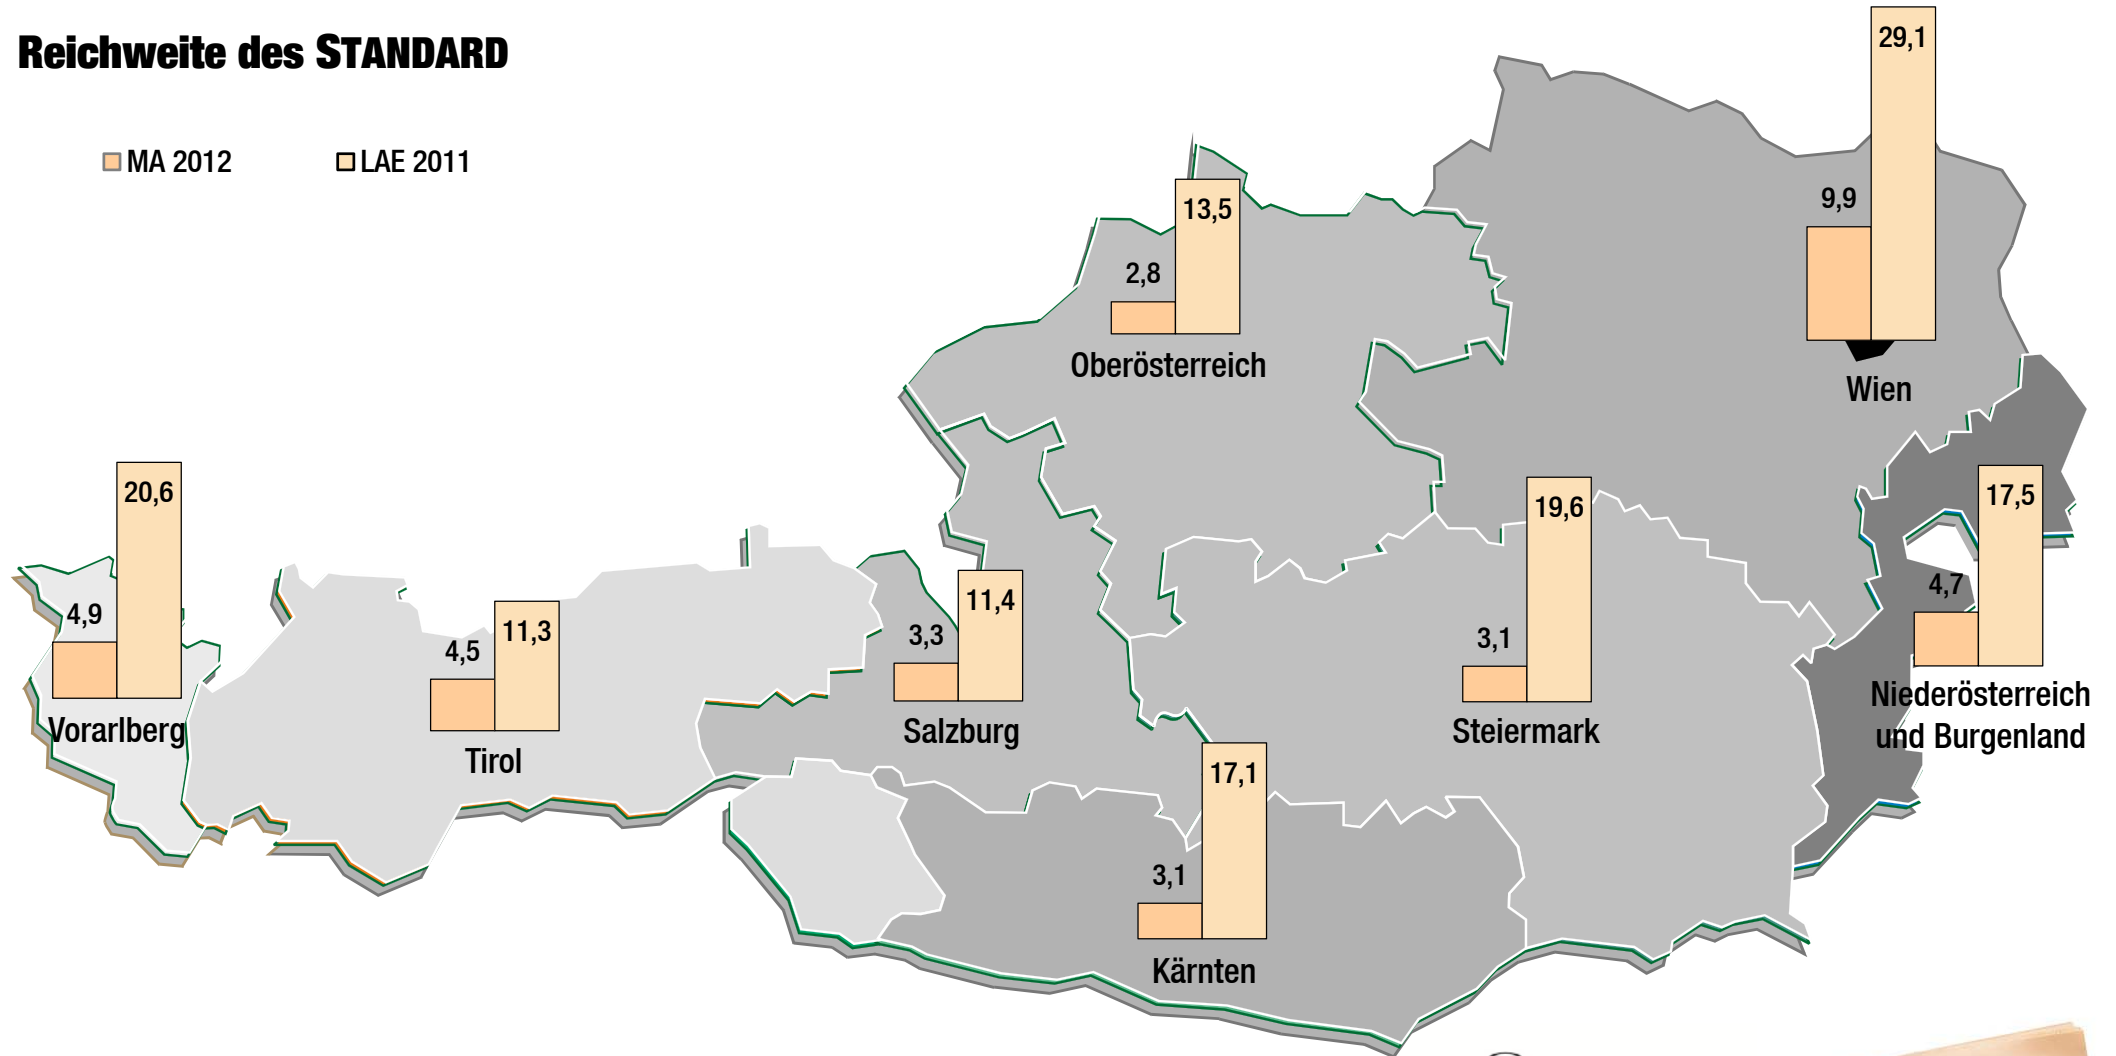 Reichweite des STANDARD
MA 2012
LAE 2011
29,1
9,9
Wien
13,5
2,8
Oberösterreich
20,6
4,9
Vorarlberg
11,3
4,5
Tirol
11,4
3,3
Salzburg
19,6
3,1
Steiermark
17,5
4,7
Niederösterreich
und Burgenland
17,1
3,1
Kärnten